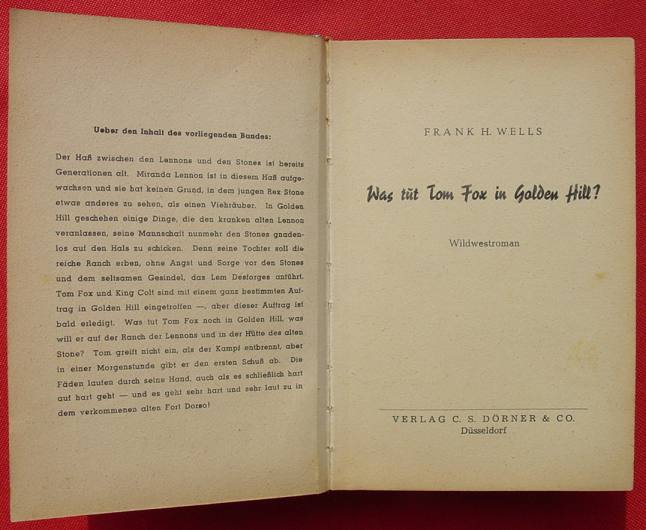 Ueber den Inhalt des vorliegenden Bandes:
Der Haß zwischen den Lennons und den Stones ist bereits
Generationen alt. Miranda Lennon ist in diesem Haß aufge-
wachsen und sie hat keinen Grund, in dem jungen Rex Stone
etwas anderes zu sehen, als einen Viehräuber. In Golden
Hill geschehen einige Dinge, die den kranken alten Lennon
veranlassen, seine Mannschaft nunmehr den Stones gnaden-
los auf den Hals zu schicken. Denn seine Tochter soll die
reiche Ranch erben, ohne Angst und Sorge vor den Stones
und dem seltsamen Gesindel, das Lem Desforges anführt.
Tom Fox und King Colt sind mit einem ganz bestimmten Auf-
trag in Golden Hill eingetroffen —, aber dieser Auftrag ist
bald erledigt. Was tut Tom Fox noch in Golden Hill, was
will er auf der Ranch der Lennons und in der Hütte des alten
Stone? Tom greift nicht ein, als der Kampf entbrennt, aber
in einer Morgenstunde gibt er den ersten Schuß ab. Die
Fäden laufen durch seine Hand, auch als es schließlich hart
auf hart geht — und es geht sehr hart und sehr laut zu in
dem verkommenen alten Fort Dorso!
FRANK H. WELLS
Was tut Tom Fox in Golden Hill?
Wildwestroman
VERLAG C. S. DÖRNER & CO.
Düsseldorf